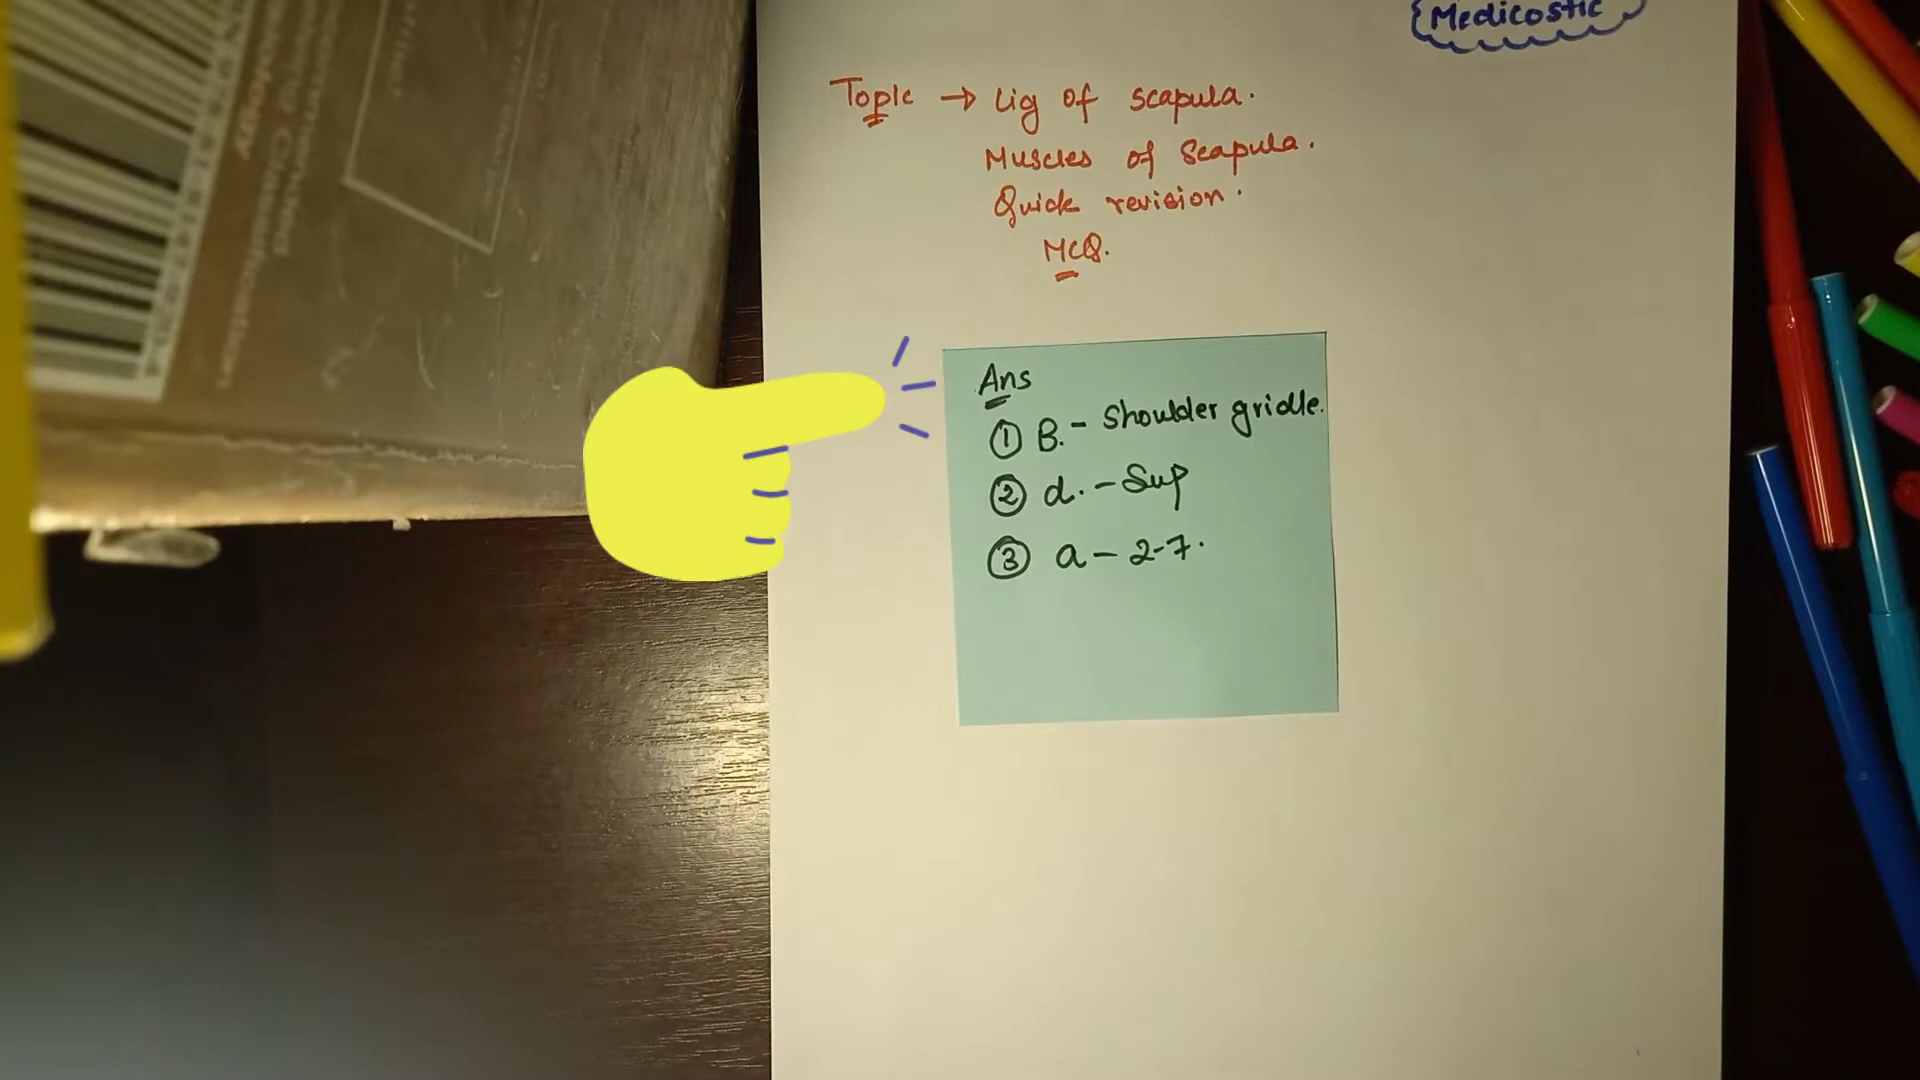 Medicostic
Topic → Lig of scapula.
Muscles of Scapula.
Quick revision.
MCQ.
Ans
① B. - Shoulder gridle.
② d. - Sup
③ a - 2-7.